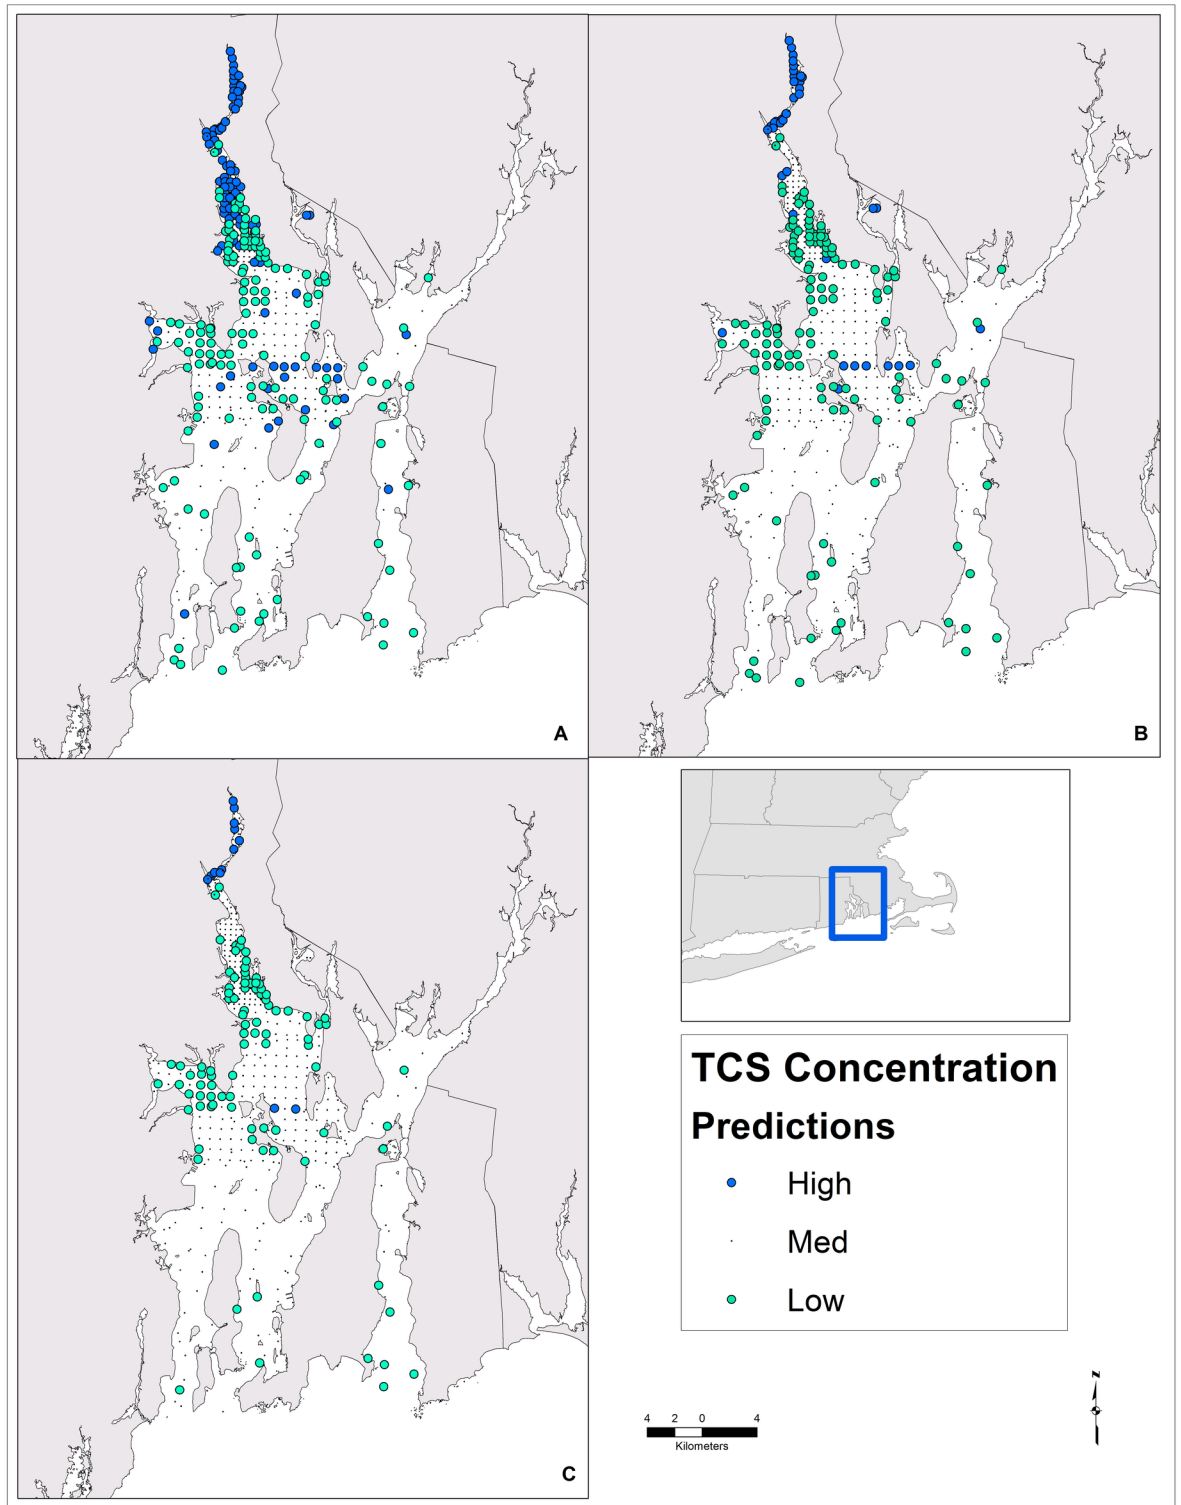 A
B
C
TCS Concentration
Predictions
High
Med
Low
4 2 0 4
Kilometers
N